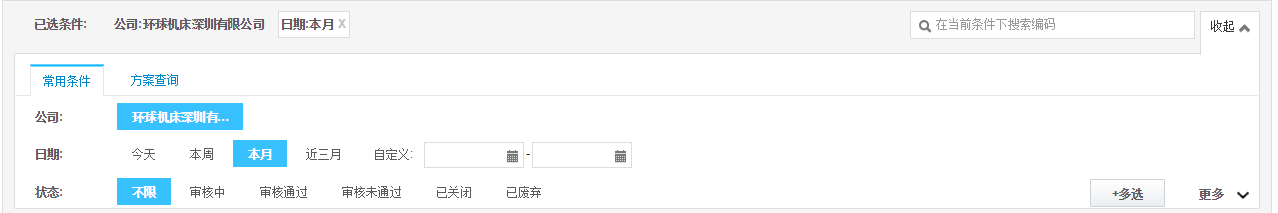 已选条件: 公司:环球机床深圳有限公司 日期:本月 X 在当前条件下搜索编码 收起
常用条件 方案查询
公司: 环球机床深圳有...
日期: 今天 本周 本月 近三月 自定义: -
状态: 不限 审核中 审核通过 审核未通过 已关闭 已废弃 +多选 更多